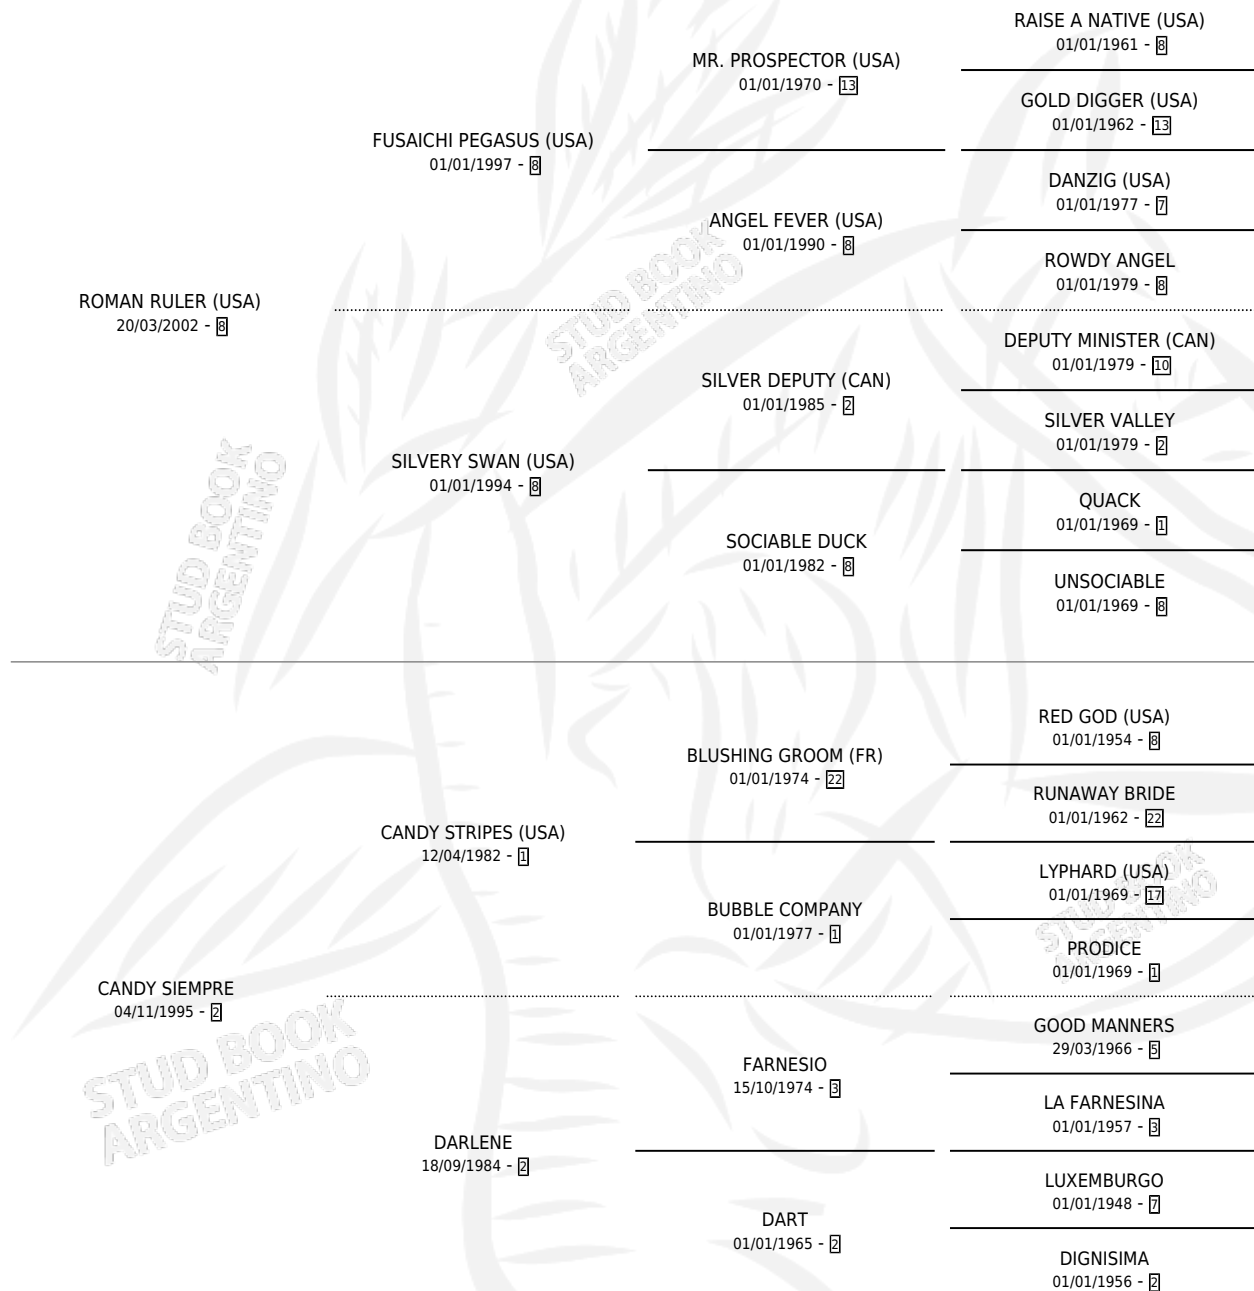 RAISE A NATIVE (USA)
01/01/1961 - 8
MR. PROSPECTOR (USA)
01/01/1970 - 13
GOLD DIGGER (USA)
01/01/1962 - 13
FUSAICHI PEGASUS (USA)
01/01/1997 - 8
DANZIG (USA)
01/01/1977 - 7
ANGEL FEVER (USA)
01/01/1990 - 8
ROWDY ANGEL
01/01/1979 - 8
ROMAN RULER (USA)
20/03/2002 - 8
DEPUTY MINISTER (CAN)
01/01/1979 - 10
SILVER DEPUTY (CAN)
01/01/1985 - 2
SILVER VALLEY
01/01/1979 - 2
SILVERY SWAN (USA)
01/01/1994 - 8
QUACK
01/01/1969 - 1
SOCIABLE DUCK
01/01/1982 - 8
UNSOCIABLE
01/01/1969 - 8
RED GOD (USA)
01/01/1954 - 8
BLUSHING GROOM (FR)
01/01/1974 - 22
RUNAWAY BRIDE
01/01/1962 - 22
CANDY STRIPES (USA)
12/04/1982 - 1
LYPHARD (USA)
01/01/1969 - 17
BUBBLE COMPANY
01/01/1977 - 1
PRODICE
01/01/1969 - 1
CANDY SIEMPRE
04/11/1995 - 2
GOOD MANNERS
29/03/1966 - 5
FARNESIO
15/10/1974 - 3
LA FARNESINA
01/01/1957 - 3
DARLENE
18/09/1984 - 2
LUXEMBURGO
01/01/1948 - 7
DART
01/01/1965 - 2
DIGNISIMA
01/01/1956 - 2
STUD BOOK
ARGENTINO
STUD BOOK
ARGENTINO
STUD BOOK
ARGENTINO
STUD BOOK
ARGENTINO